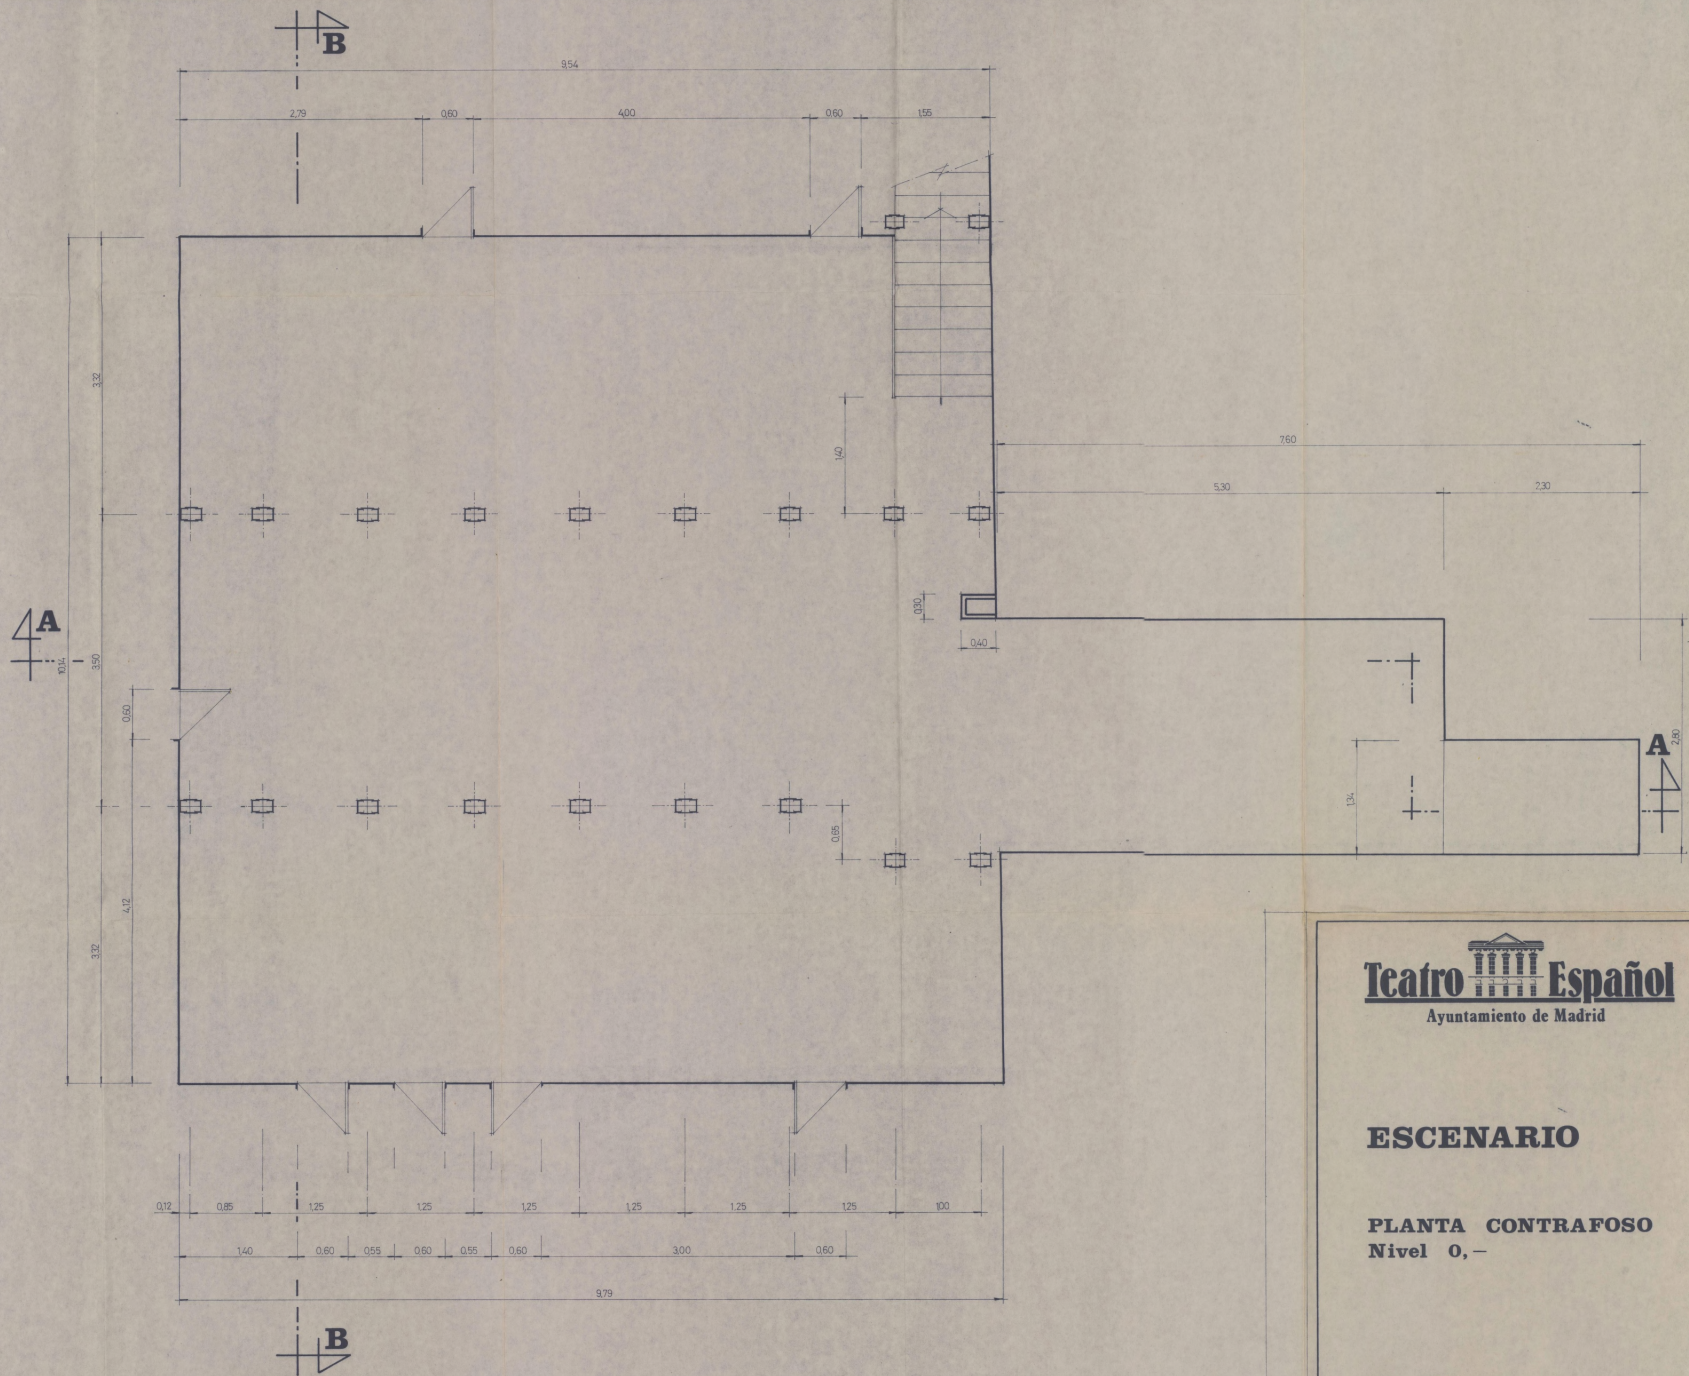 B
9,54
2,79 0,60 4,00 0,60 1,55
3,32
1,40
7,60
5,30 2,30
0,30
0,40
A
10,14
3,50
0,60
1,34
A
2,80
0,65
4,12
3,32
Teatro Español
Ayuntamiento de Madrid
ESCENARIO
PLANTA CONTRAFOSO
Nivel 0,—
0,12 0,85 1,25 1,25 1,25 1,25 1,25 1,25 1,00
1,40 0,60 0,55 0,60 0,55 0,60 3,00 0,60
9,79
B